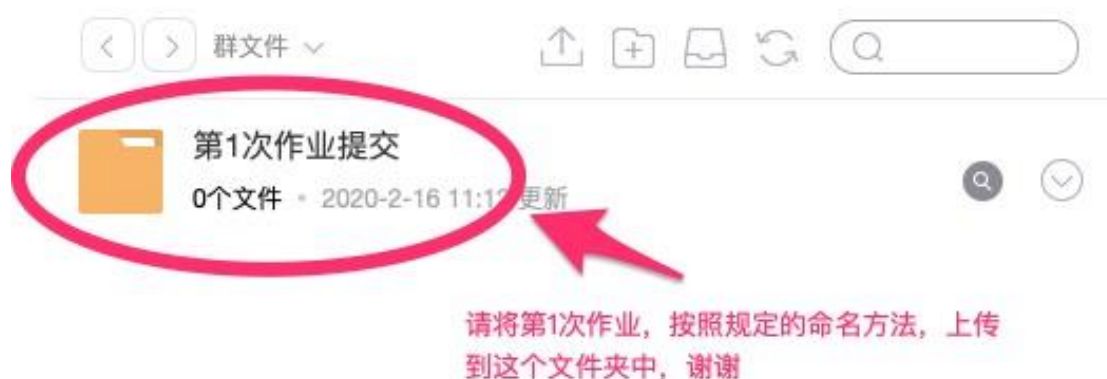 群文件
第1次作业提交
0个文件 • 2020-2-16 11:12 更新
请将第1次作业，按照规定的命名方法，上传
到这个文件夹中，谢谢